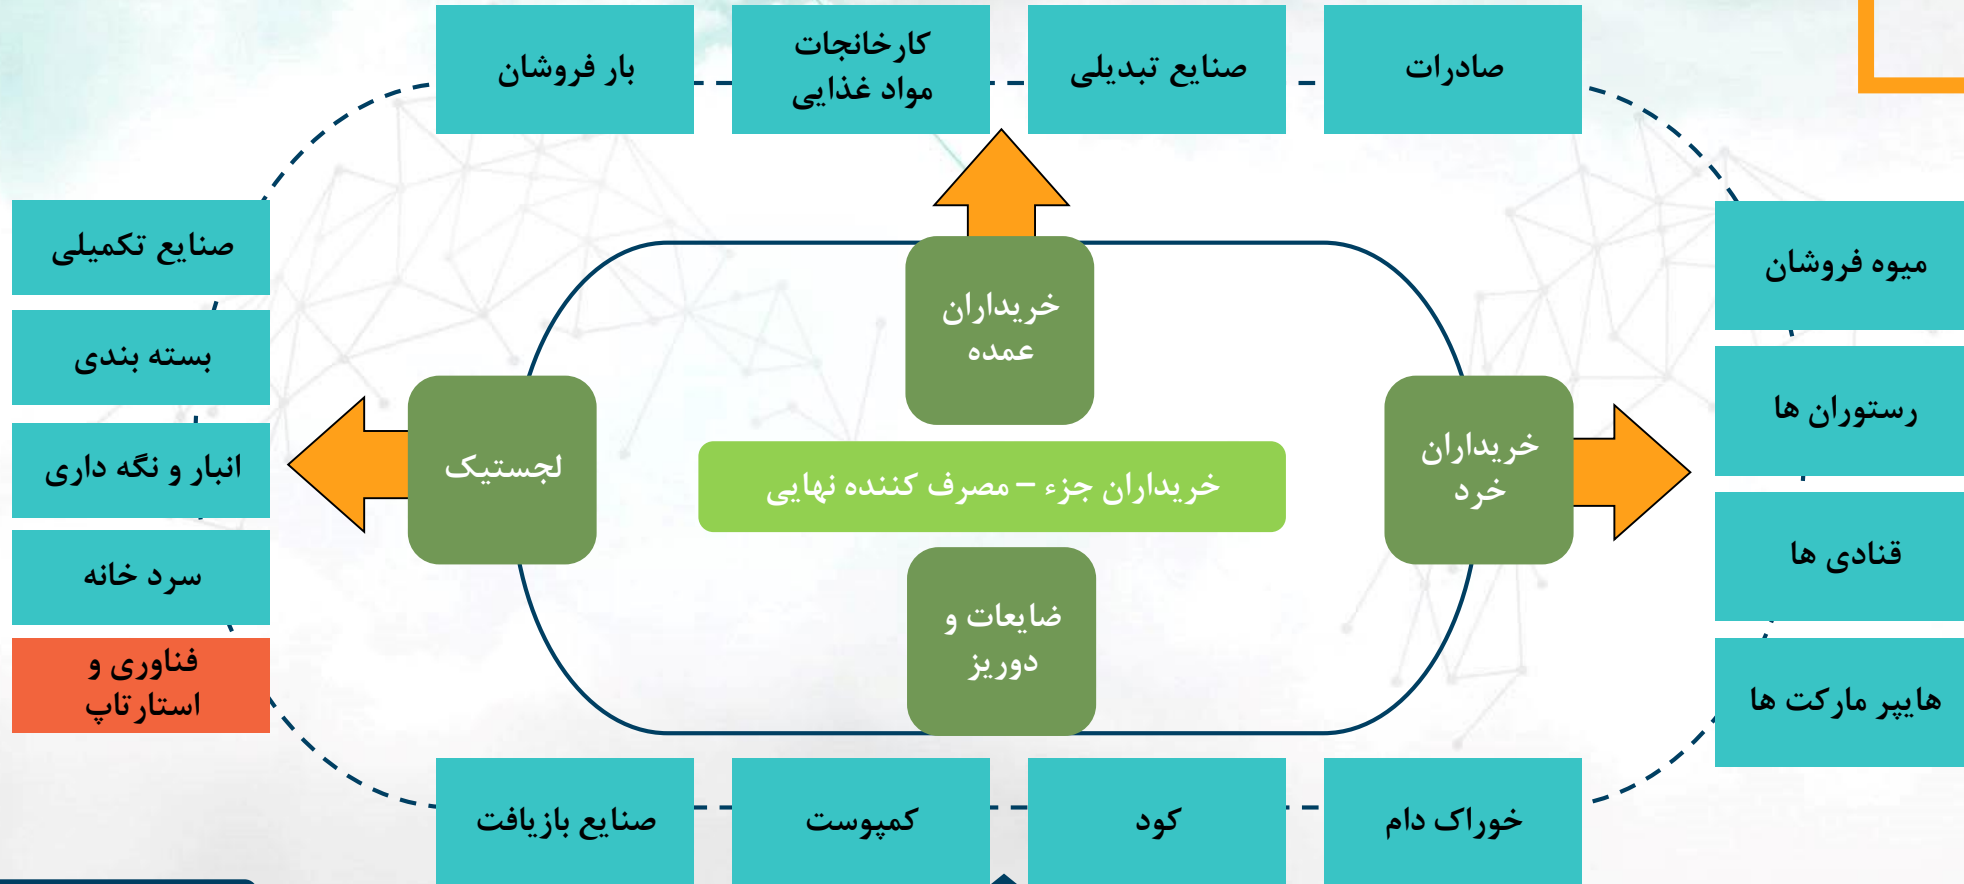 صادرات
صنایع تبدیلی
کارخانجات
مواد غذایی
بار فروشان
میوه فروشان
رستوران ها
قنادی ها
هایپر مارکت ها
خریداران
عمده
خریداران
خرد
خریداران جزء – مصرف کننده نهایی
لجستیک
ضایعات و
دورریز
صنایع تکمیلی
بسته بندی
انبار و نگه داری
سرد خانه
فناوری و
استارتاپ
خوراک دام
کود
کمپوست
صنایع بازیافت